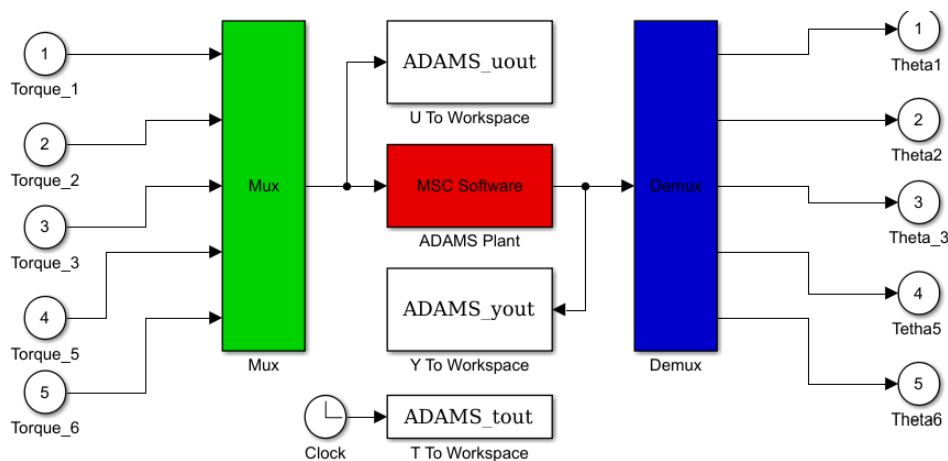 1
Torque_1
2
Torque_2
3
Torque_3
4
Torque_5
5
Torque_6
Mux
Mux
ADAMS_uout
U To Workspace
MSC Software
ADAMS Plant
ADAMS_yout
Y To Workspace
Clock
ADAMS_tout
T To Workspace
Demux
Demux
1
Theta1
2
Theta2
3
Theta_3
4
Tetha5
5
Theta6